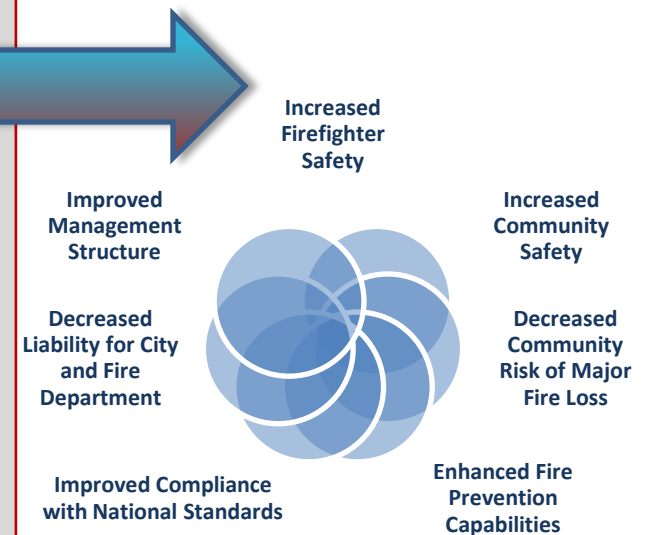 Increased
Firefighter
Safety
Increased
Community
Safety
Decreased
Community
Risk of Major
Fire Loss
Enhanced Fire
Prevention
Capabilities
Improved Compliance
with National Standards
Decreased
Liability for City
and Fire
Department
Improved
Management
Structure